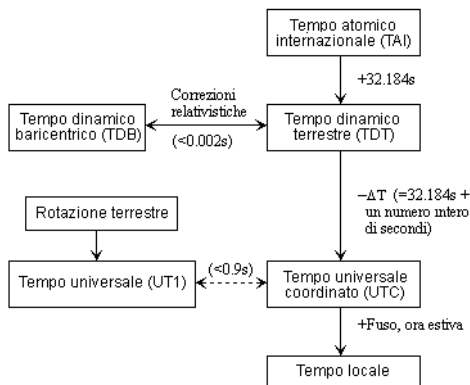 Tempo atomico
internazionale (TAI)
+32.184s
Correzioni
relativistiche
Tempo dinamico
baricentrico (TDB)
(<0.002s)
Tempo dinamico
terrestre (TDT)
–ΔT (=32.184s +
un numero intero
di secondi)
Rotazione terrestre
Tempo universale (UT1)
(<0.9s)
Tempo universale
coordinato (UTC)
+Fuso, ora estiva
Tempo locale